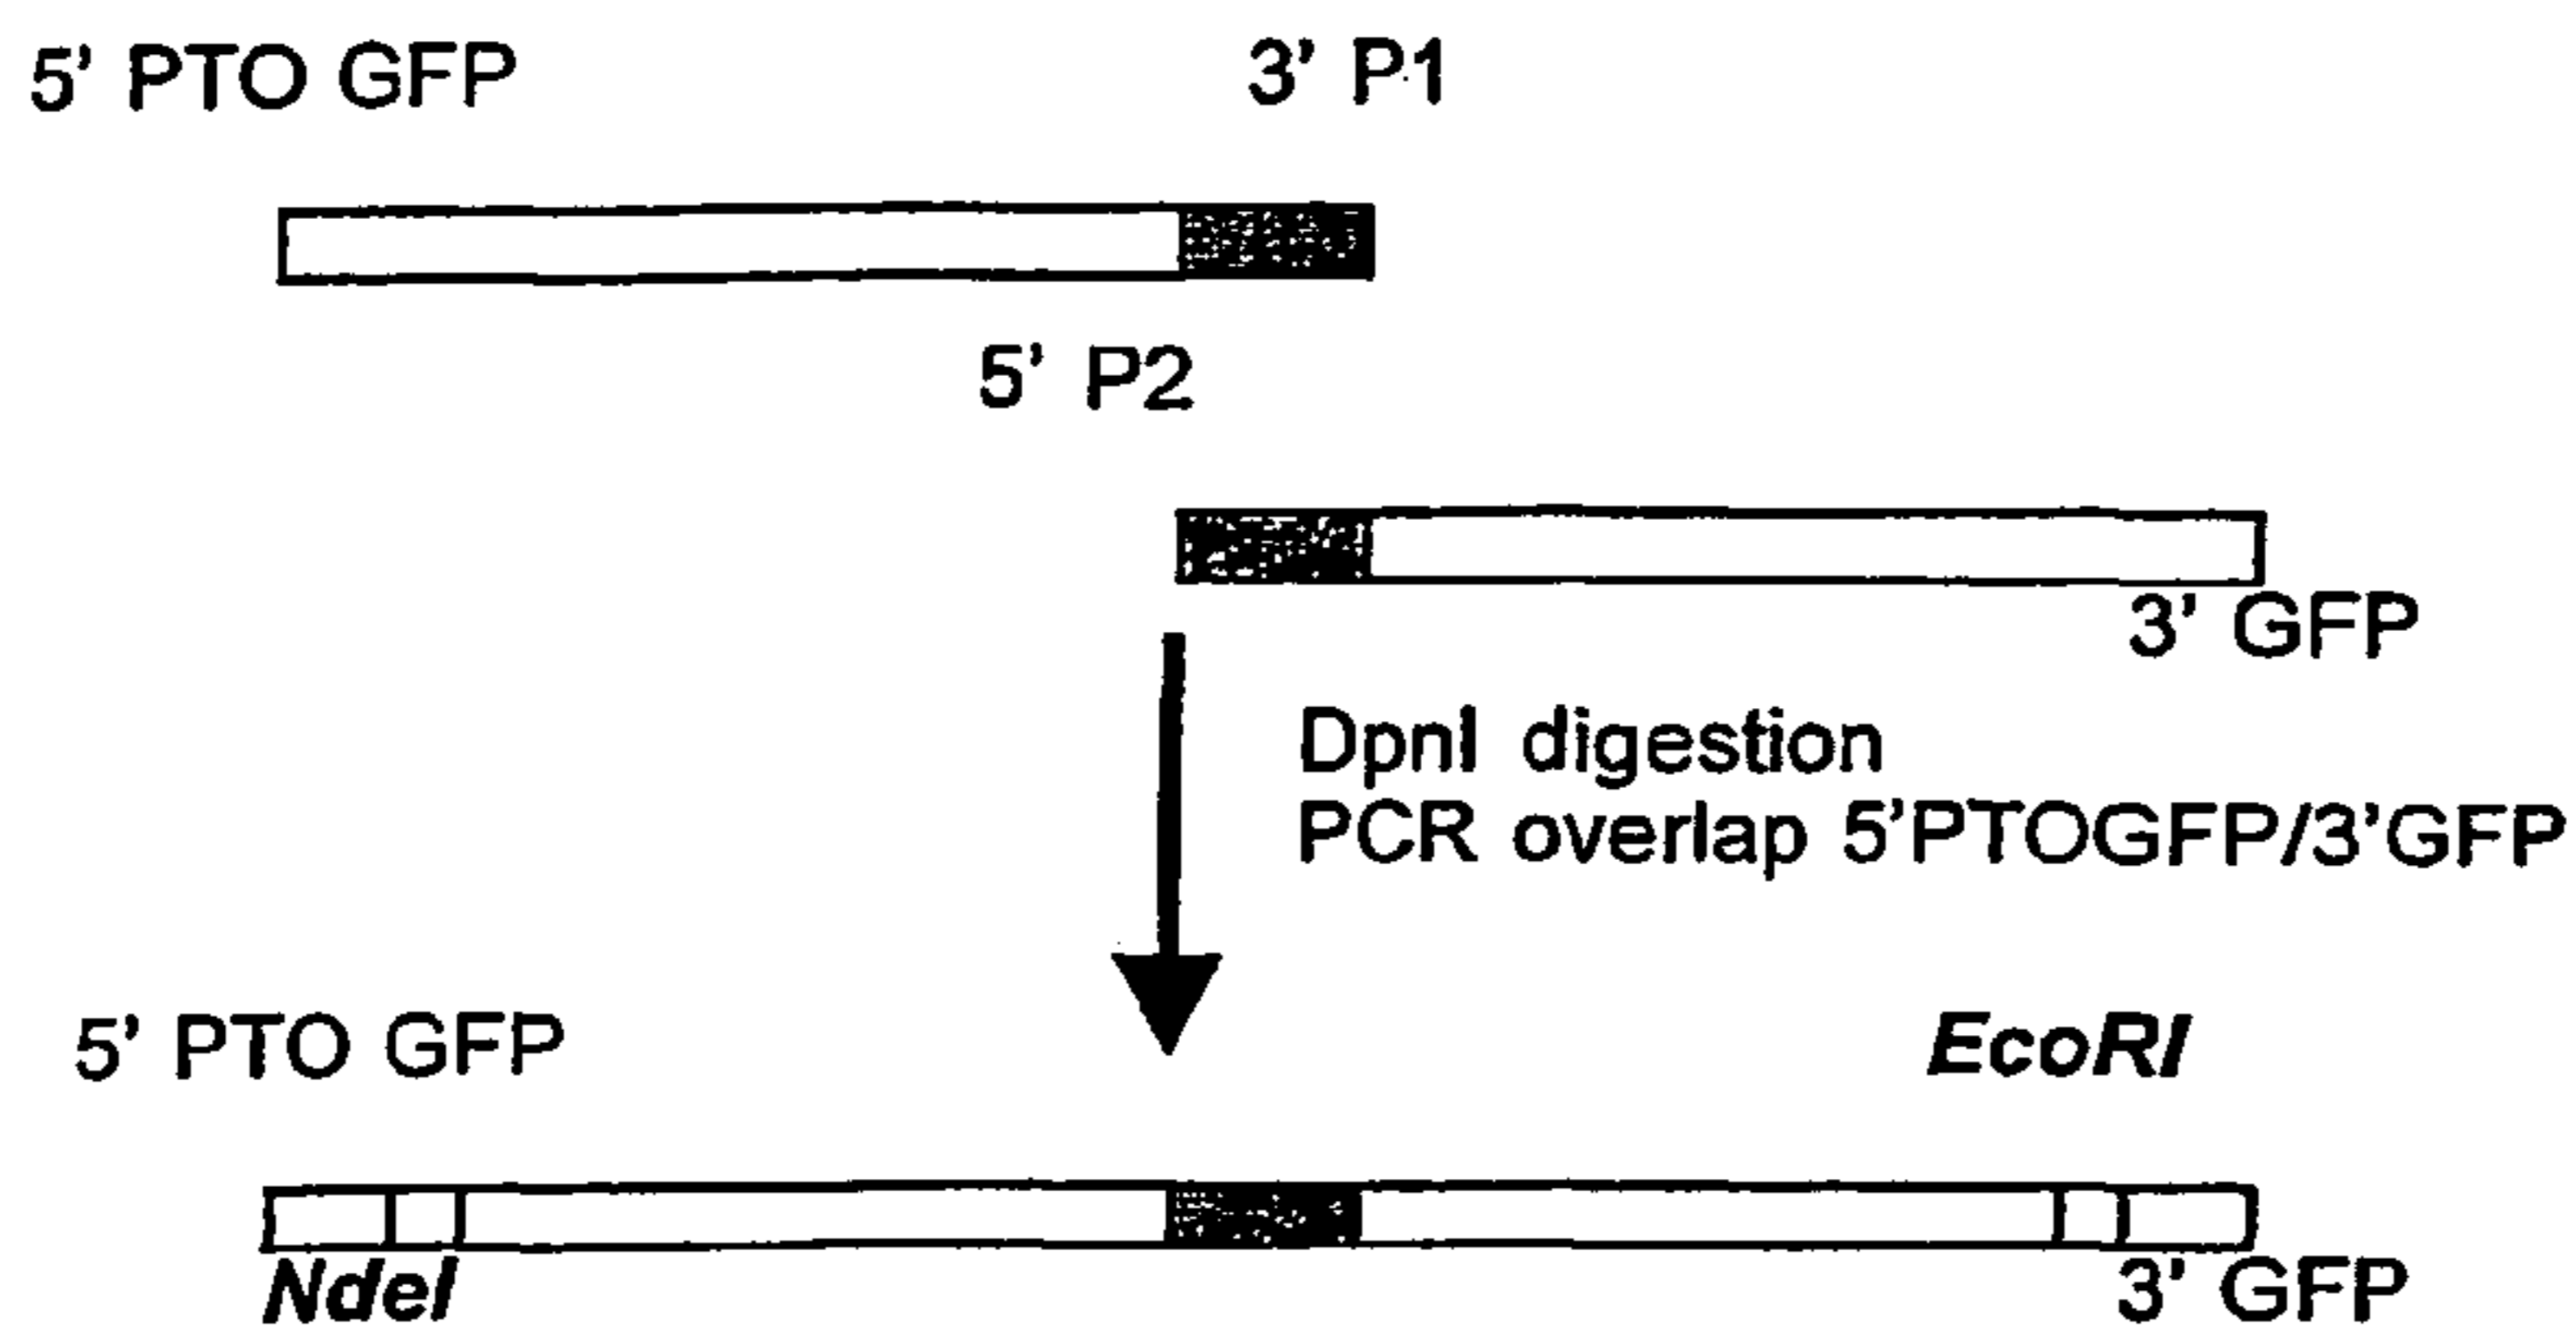 5' PTO GFP
3' P1
5' P2
3' GFP
DpnI digestion
PCR overlap 5'PTOGFP/3'GFP
5' PTO GFP
EcoRI
NdeI
3' GFP